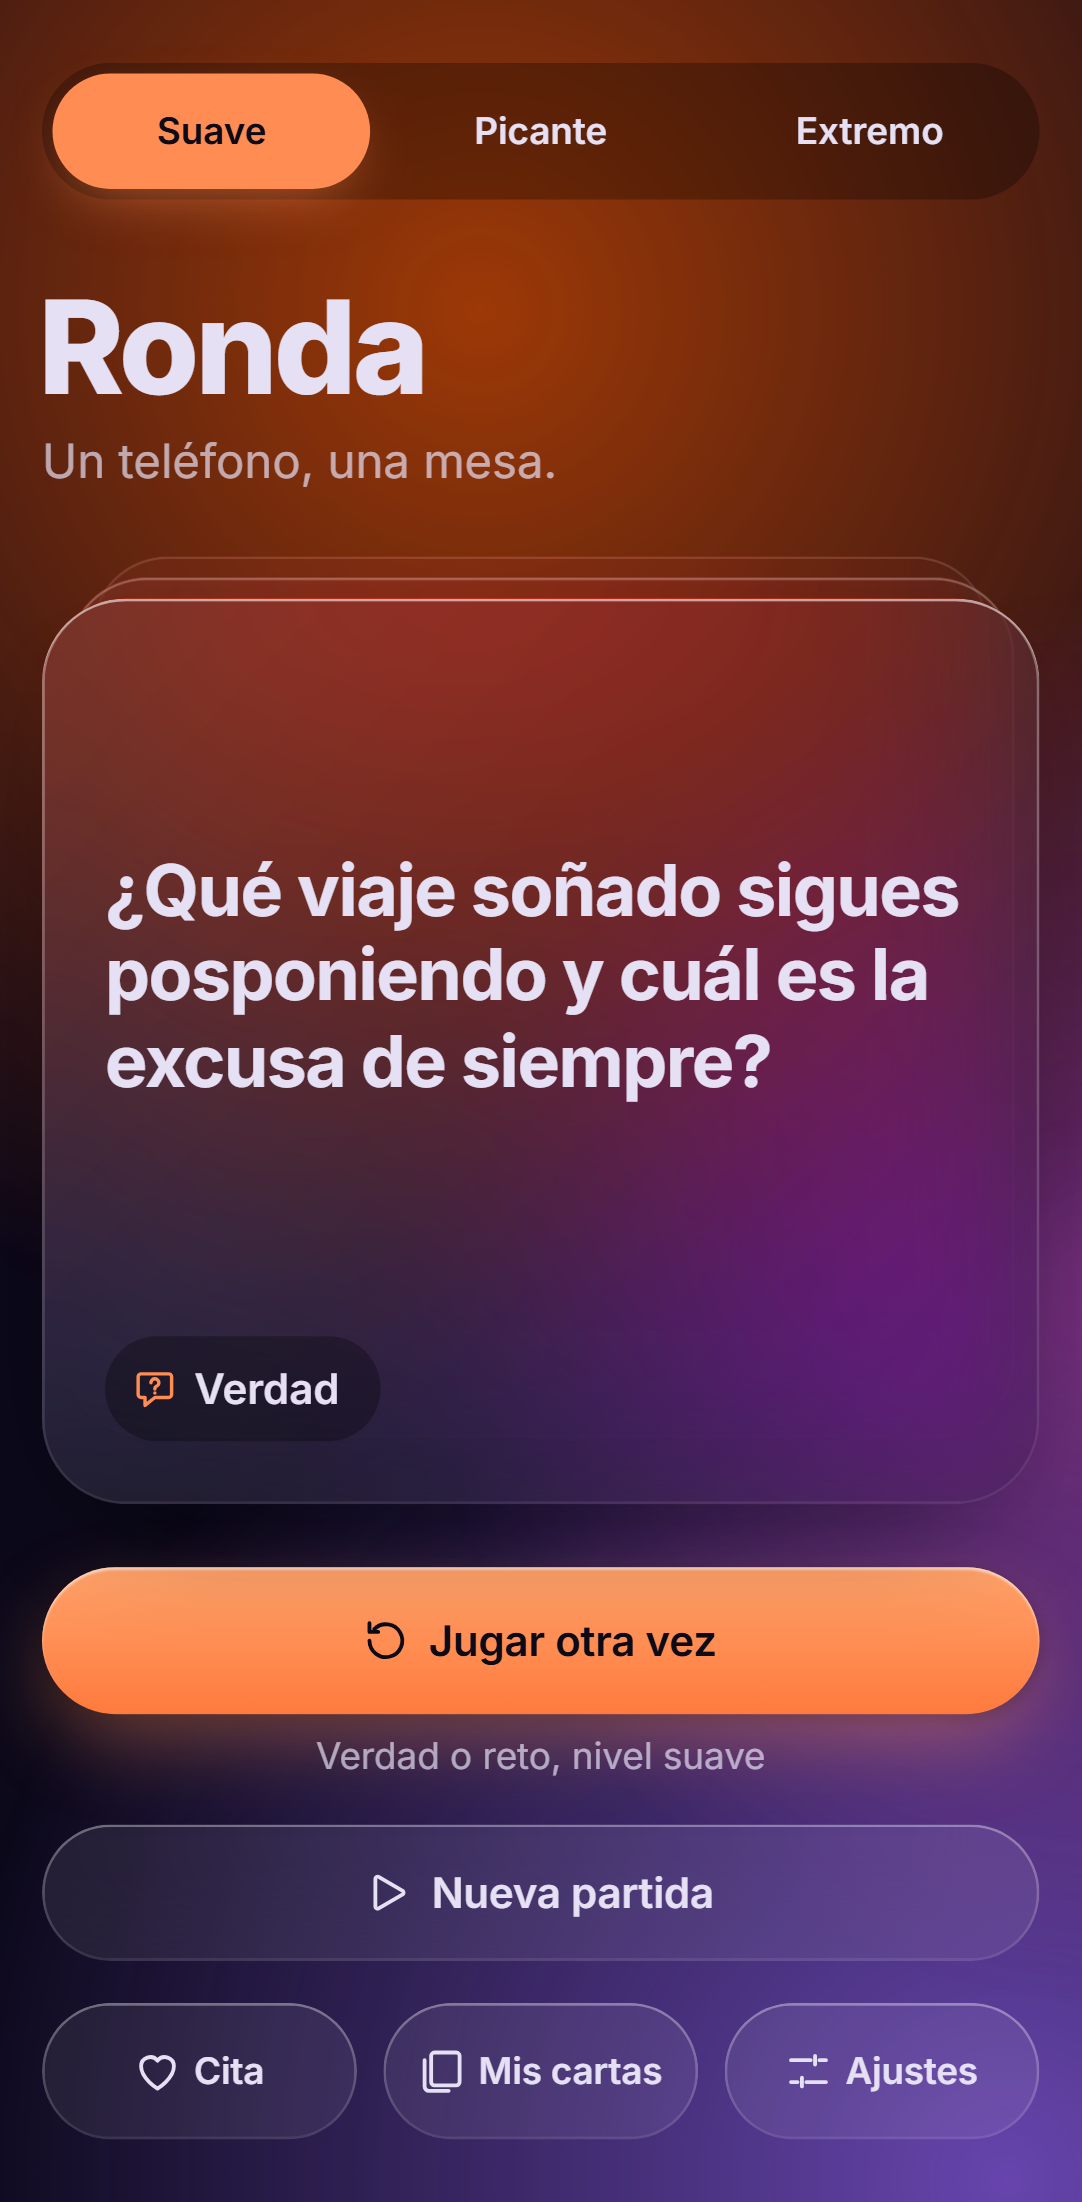 Suave
Picante
Extremo
Ronda
Un teléfono, una mesa.
¿Qué viaje soñado sigues
posponiendo y cuál es la
excusa de siempre?
Verdad
Jugar otra vez
Verdad o reto, nivel suave
Nueva partida
Cita
Mis cartas
Ajustes